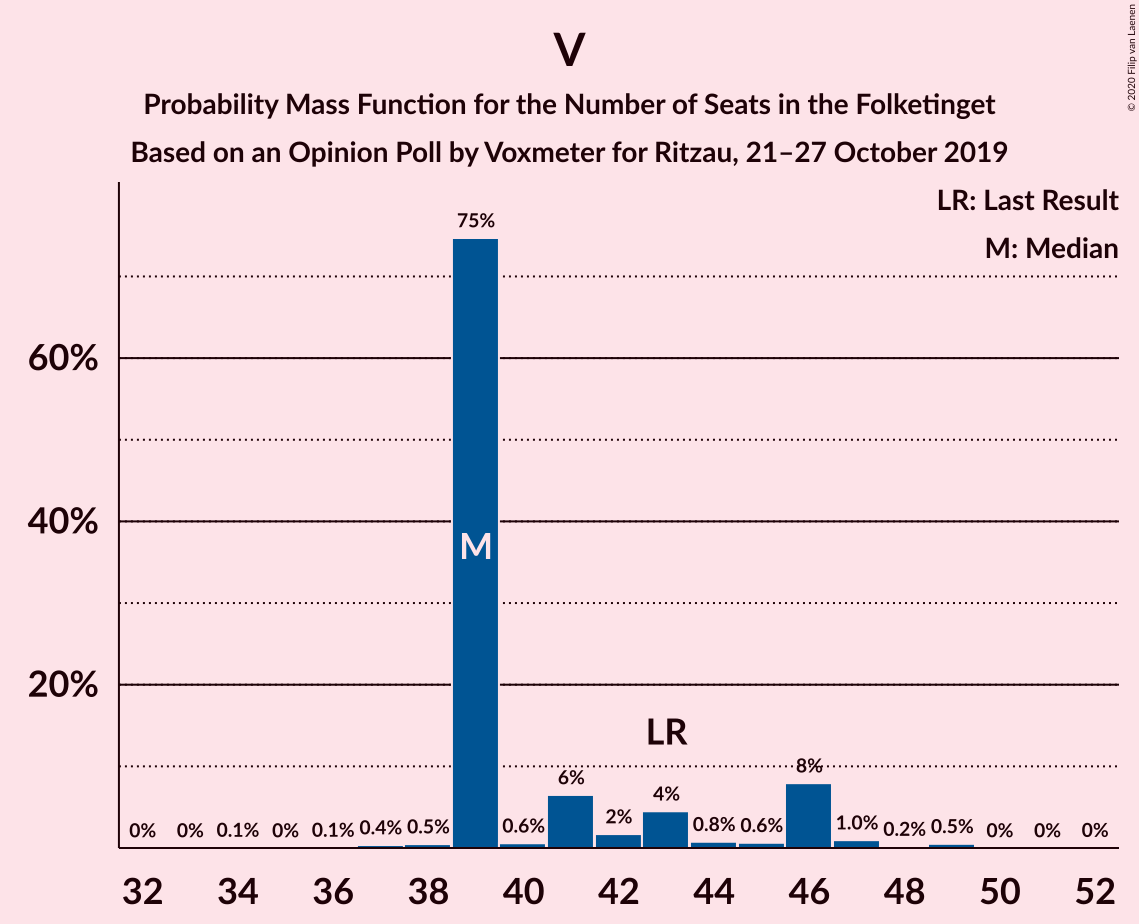 V
Probability Mass Function for the Number of Seats in the Folketinget
Based on an Opinion Poll by Voxmeter for Ritzau, 21–27 October 2019
© 2020 Filip van Laenen
LR: Last Result
M: Median
75%
60%
40%
M
20%
LR
0% 0% 0.1% 0% 0.1% 0.4% 0.5% 0.6% 6% 2% 4% 0.8% 0.6% 8% 1.0% 0.2% 0.5% 0% 0% 0%
32 34 36 38 40 42 44 46 48 50 52